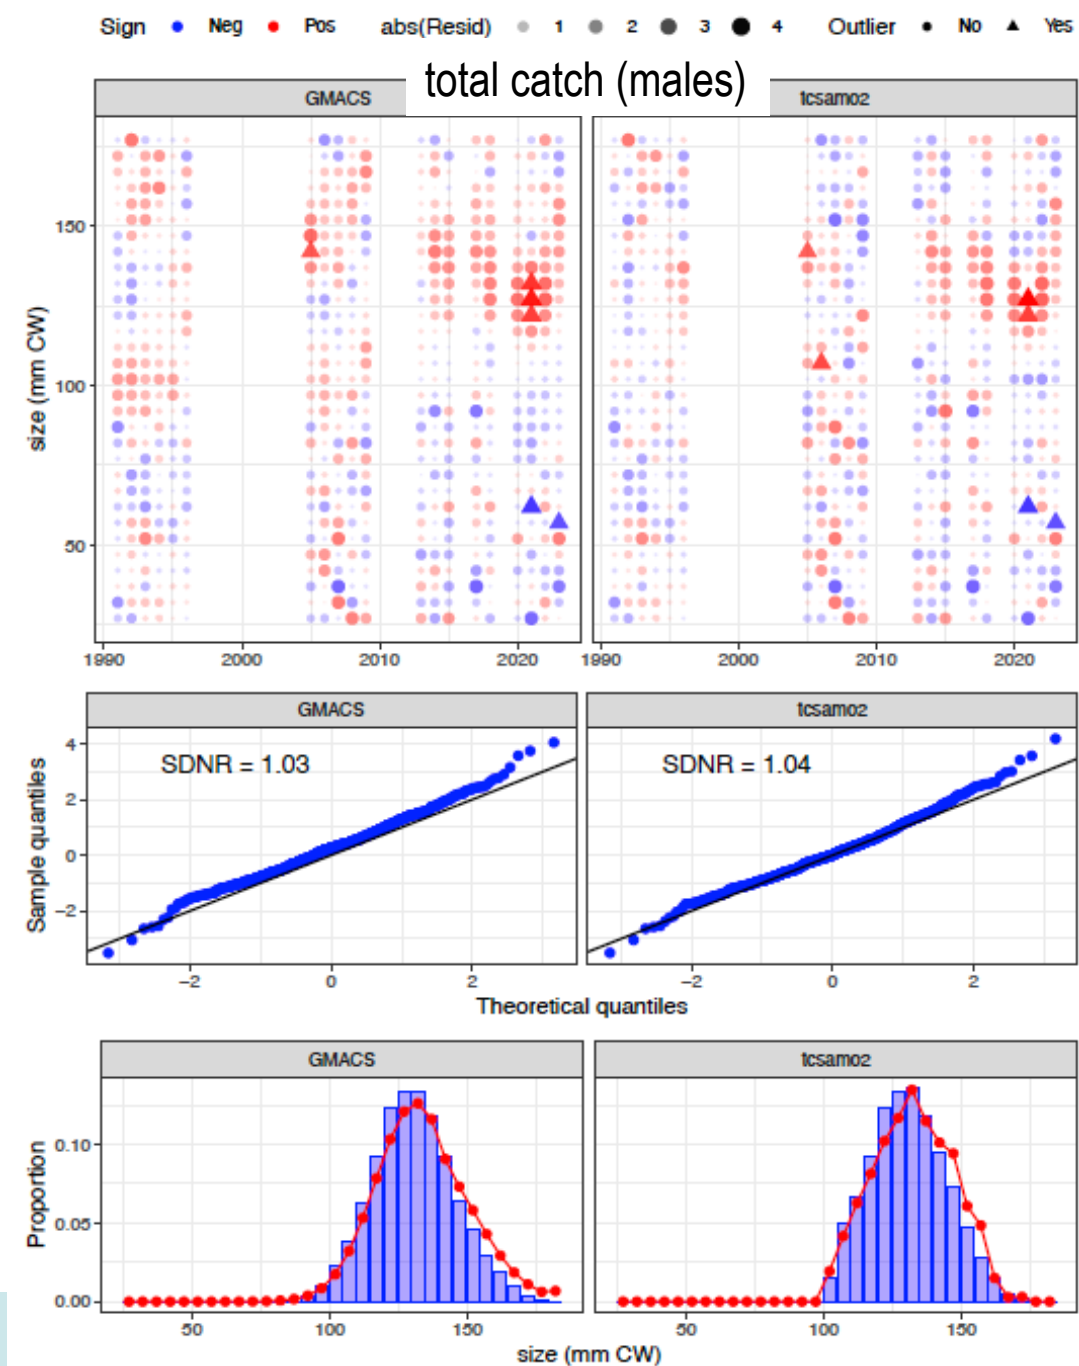 Sign Neg Pos abs(Resid) 1 2 3 4 Outlier No Yes
total catch (males)
GMACS tcsam02
150
100
50
size (mm CW)
1990 2000 2010 2020 1990 2000 2010 2020
GMACS tcsam02
4
2
0
−2
Sample quantiles
SDNR = 1.03 SDNR = 1.04
−2 0 2 −2 0 2
Theoretical quantiles
GMACS tcsam02
0.10
0.05
0.00
Proportion
50 100 150 50 100 150
size (mm CW)